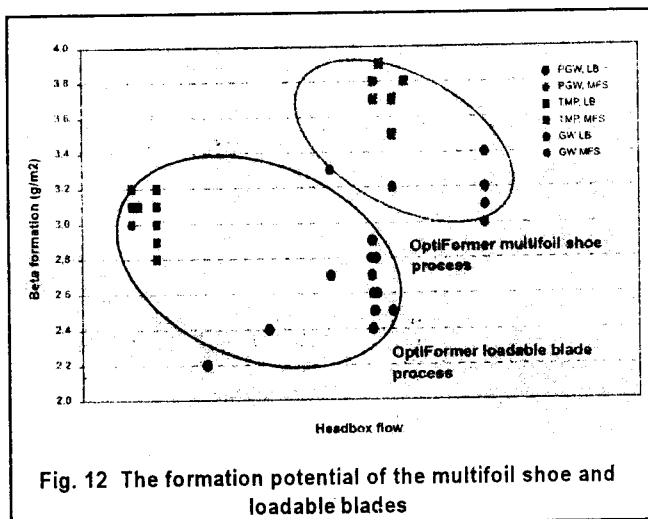 4.0
3.8
3.6
3.4
3.2
3.0
2.8
2.6
2.4
2.2
2.0
Beta formation (g/m2)
PGW, LB
PGW, MFS
TMP, LB
TMP, MFS
GW LB
GW MFS
OptiFormer multifoil shoe
process
OptiFormer loadable blade
process
Headbox flow
Fig. 12 The formation potential of the multifoil shoe and
loadable blades